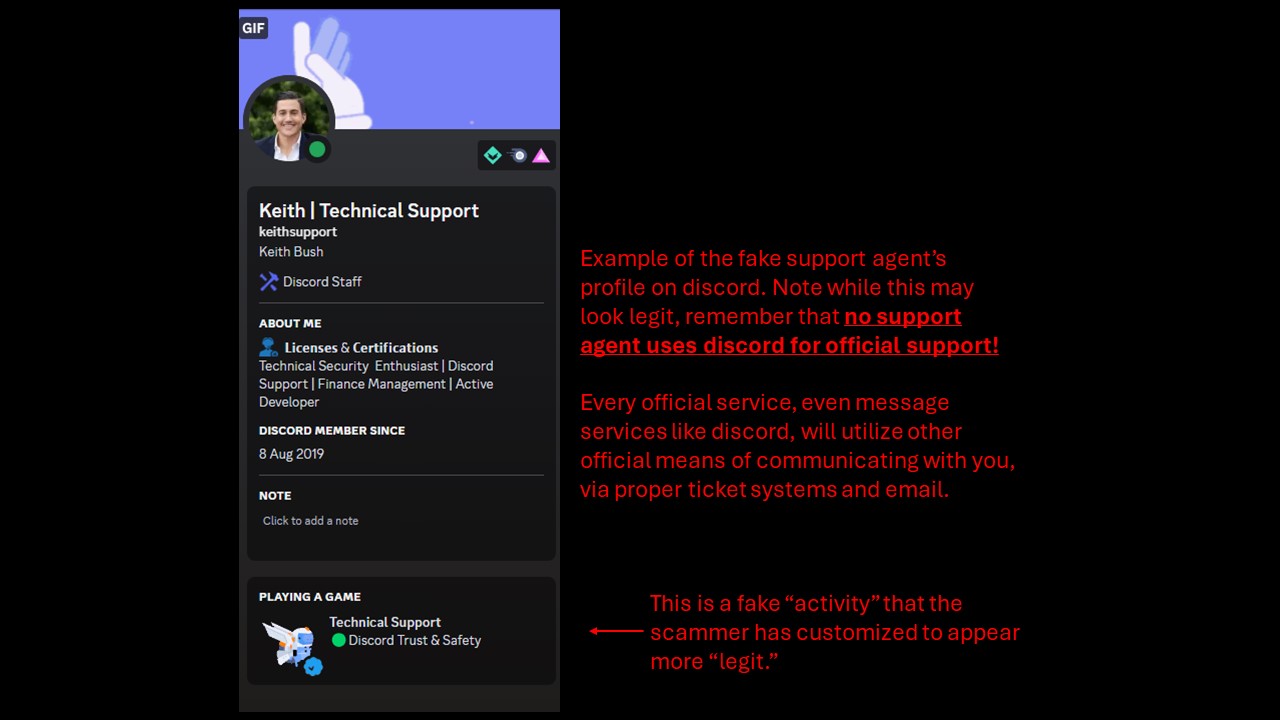 GIF
Keith | Technical Support
keithsupport
Keith Bush
Discord Staff
ABOUT ME
Licenses & Certifications
Technical Security Enthusiast | Discord
Support | Finance Management | Active
Developer
DISCORD MEMBER SINCE
8 Aug 2019
NOTE
Click to add a note
PLAYING A GAME
Technical Support
Discord Trust & Safety
Example of the fake support agent’s
profile on discord. Note while this may
look legit, remember that no support
agent uses discord for official support!
Every official service, even message
services like discord, will utilize other
official means of communicating with you,
via proper ticket systems and email.
This is a fake “activity” that the
scammer has customized to appear
more “legit.”